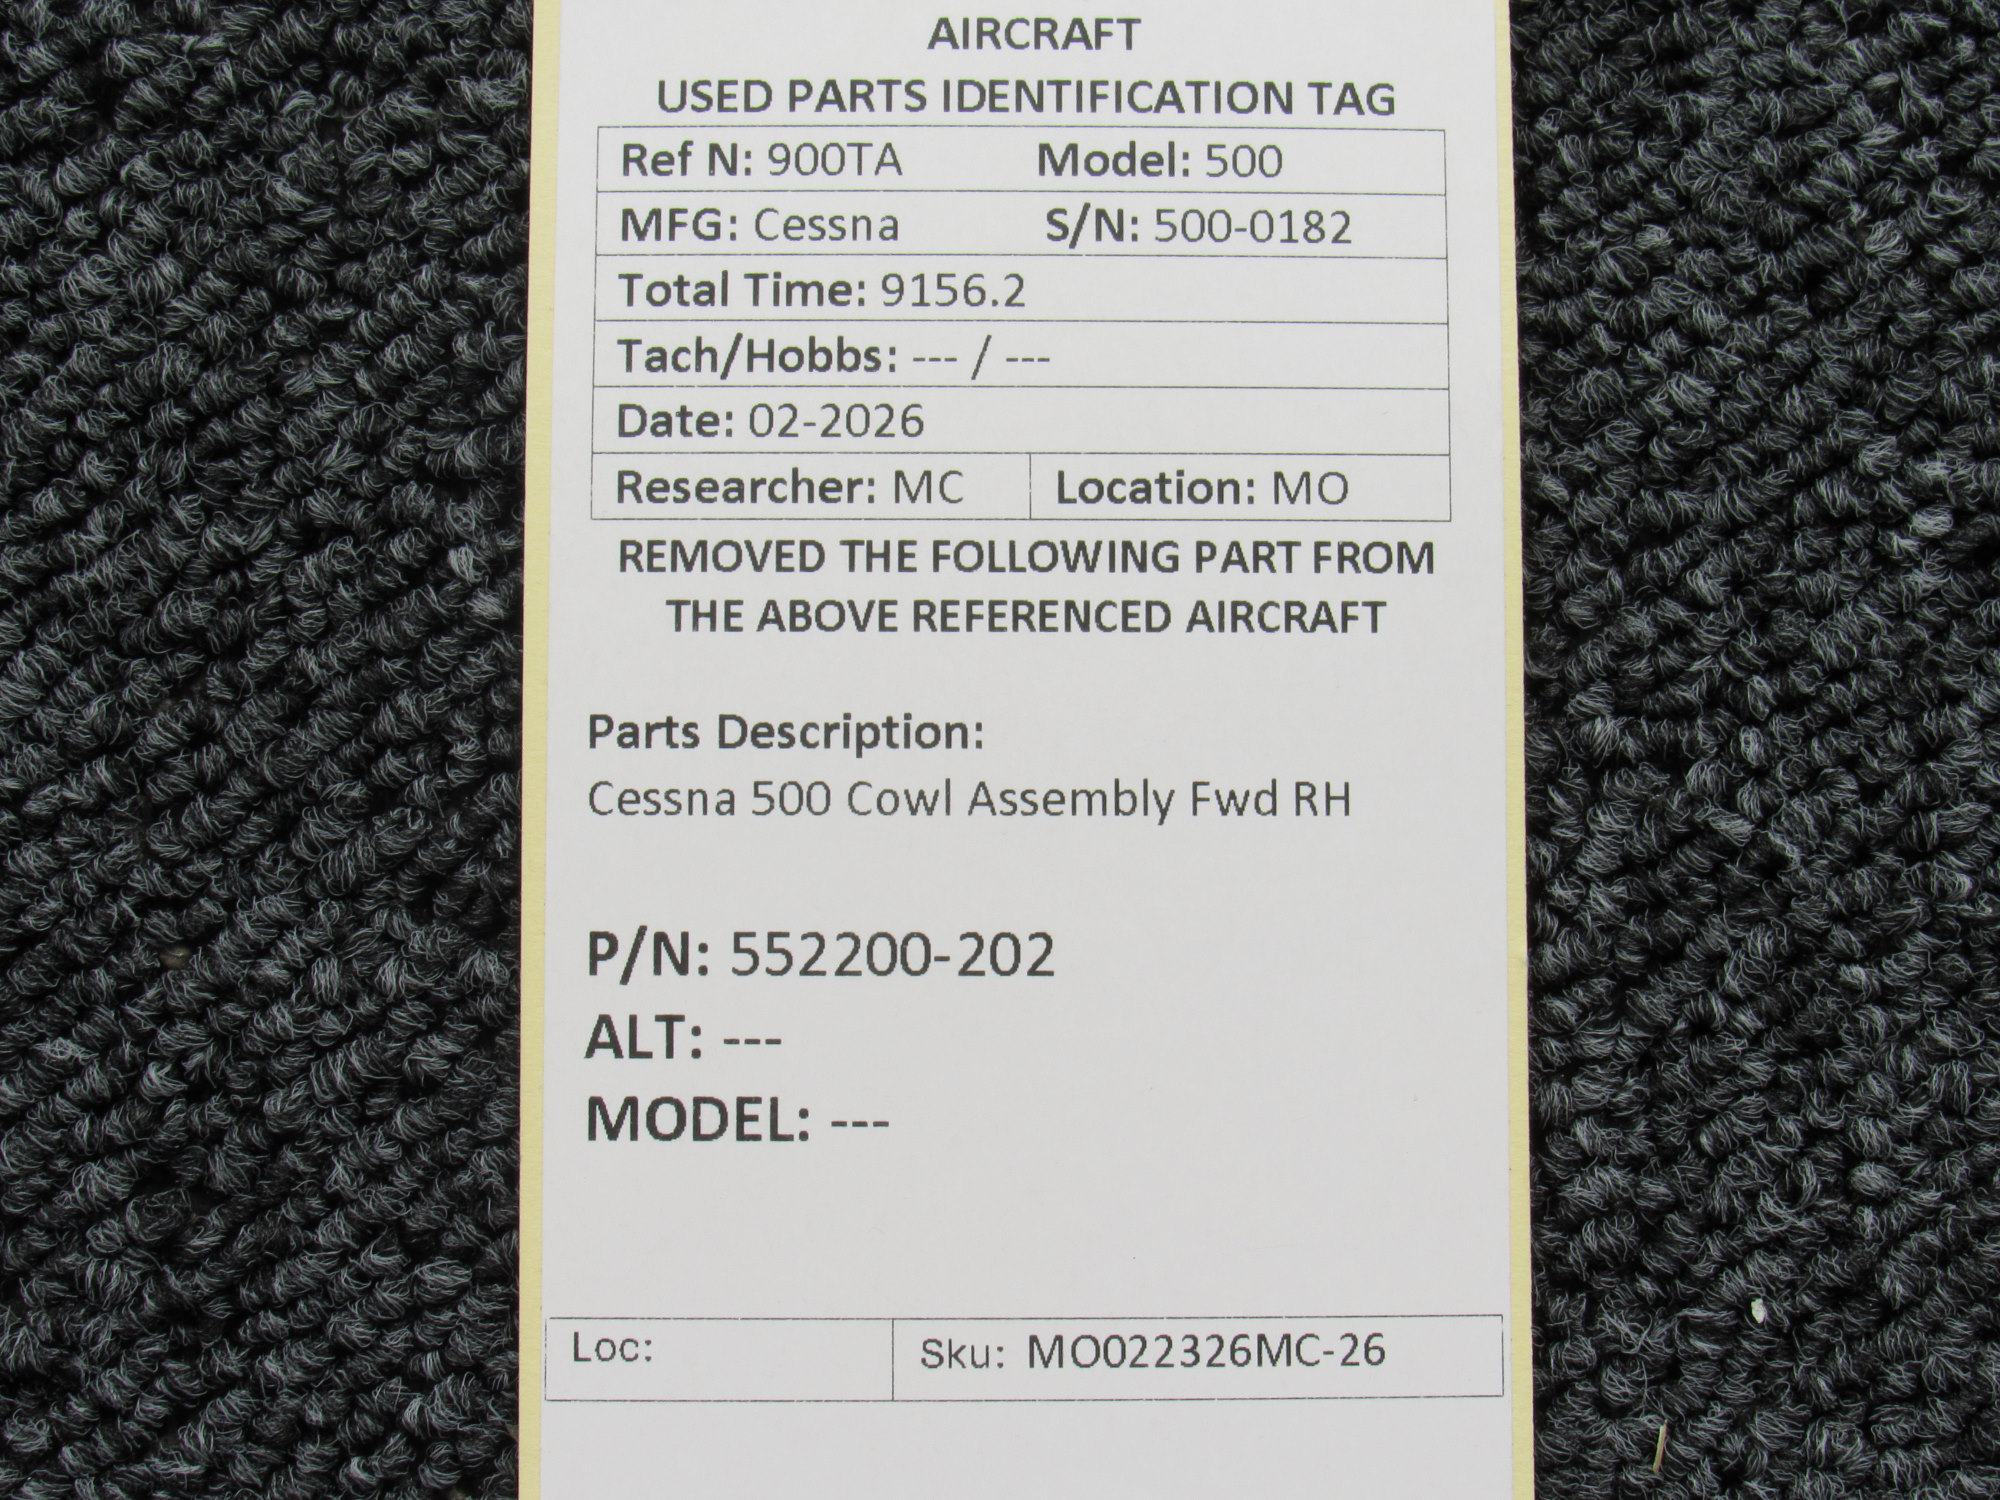 AIRCRAFT
USED PARTS IDENTIFICATION TAG
Ref N: 900TA Model: 500
MFG: Cessna S/N: 500-0182
Total Time: 9156.2
Tach/Hobbs: --- / ---
Date: 02-2026
Researcher: MC Location: MO
REMOVED THE FOLLOWING PART FROM
THE ABOVE REFERENCED AIRCRAFT
Parts Description:
Cessna 500 Cowl Assembly Fwd RH
P/N: 552200-202
ALT: ---
MODEL: ---
Loc: Sku: MO022326MC-26